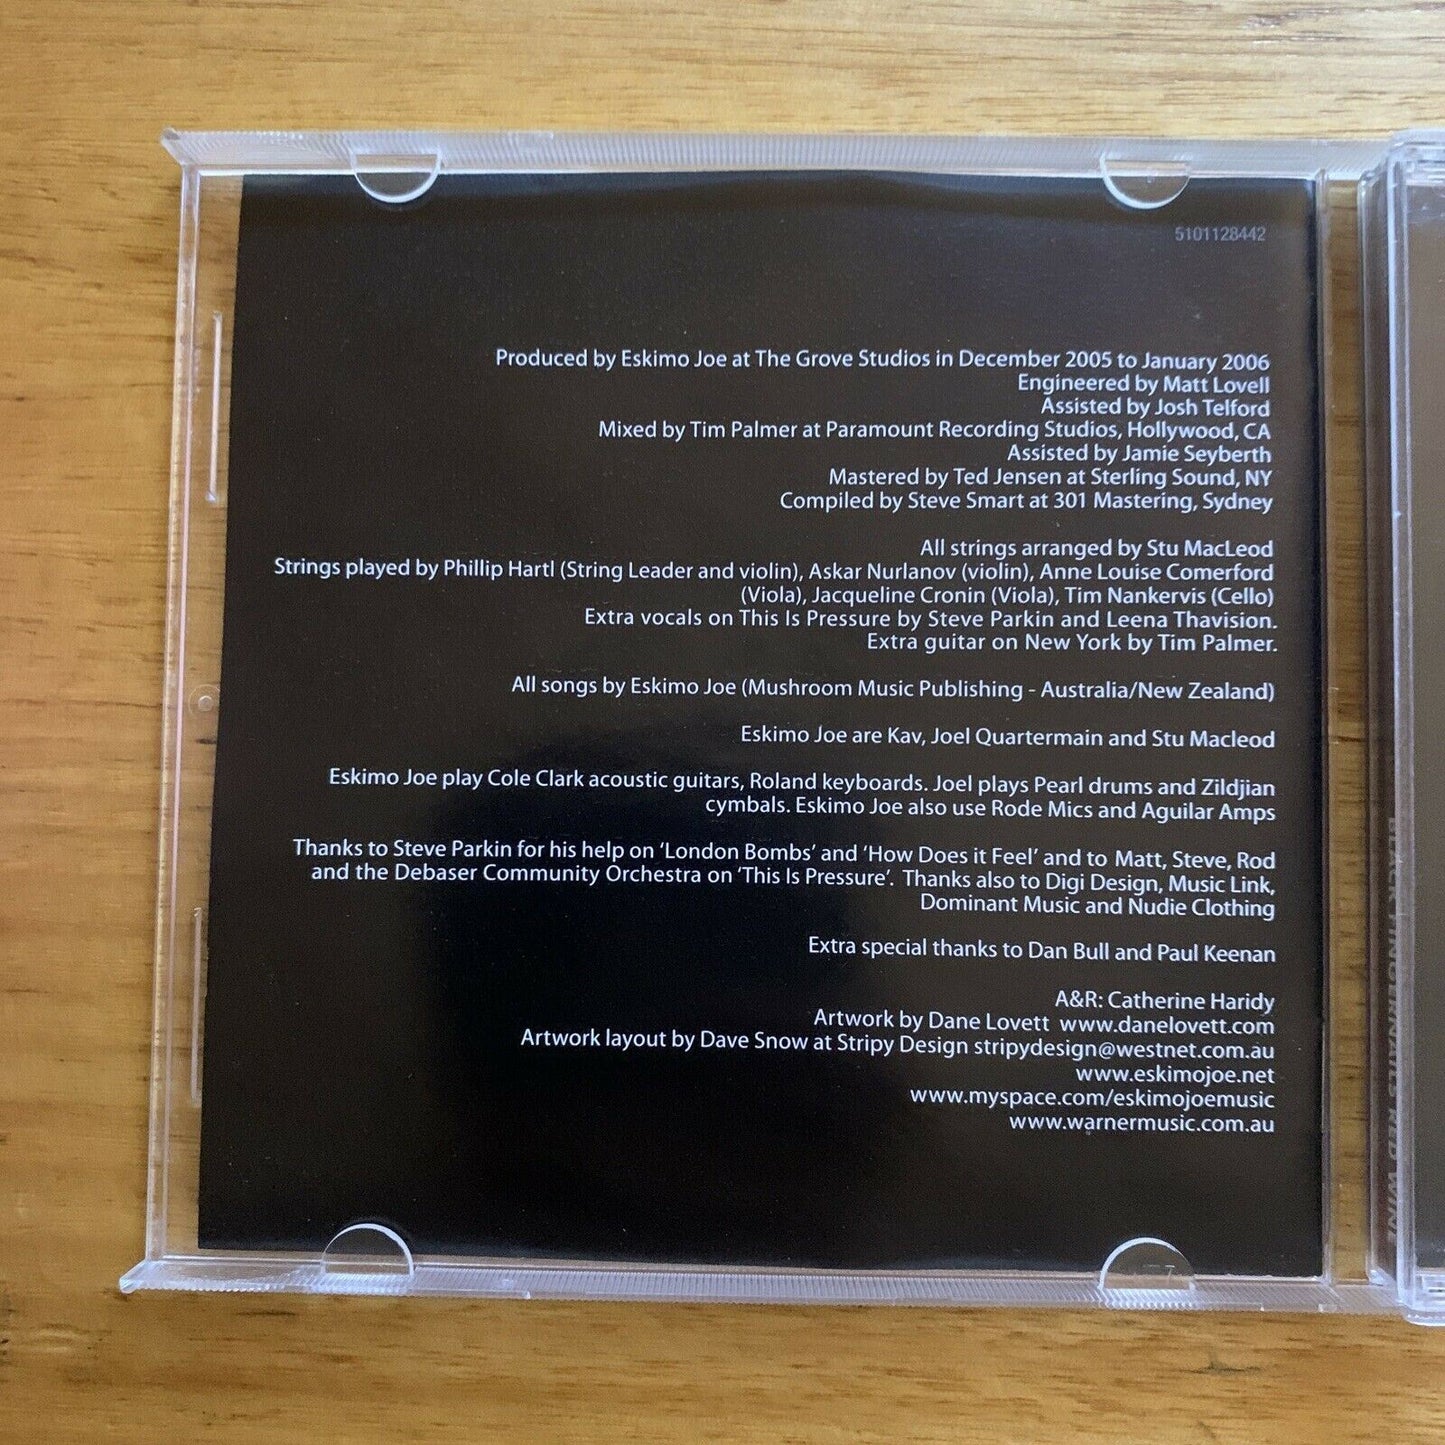 5101128442
Produced by Eskimo Joe at The Grove Studios in December 2005 to January 2006
Engineered by Matt Lovell
Assisted by Josh Telford
Mixed by Tim Palmer at Paramount Recording Studios, Hollywood, CA
Assisted by Jamie Seyberth
Mastered by Ted Jensen at Sterling Sound, NY
Compiled by Steve Smart at 301 Mastering, Sydney
All strings arranged by Stu MacLeod
Strings played by Phillip Hartl (String Leader and violin), Askar Nurlanov (violin), Anne Louise Comerford
(Viola), Jacqueline Cronin (Viola), Tim Nankervis (Cello)
Extra vocals on This Is Pressure by Steve Parkin and Leena Thavision.
Extra guitar on New York by Tim Palmer.
All songs by Eskimo Joe (Mushroom Music Publishing - Australia/New Zealand)
Eskimo Joe are Kav, Joel Quartermain and Stu Macleod
Eskimo Joe play Cole Clark acoustic guitars, Roland keyboards. Joel plays Pearl drums and Zildjian
cymbals. Eskimo Joe also use Rode Mics and Aguilar Amps
Thanks to Steve Parkin for his help on ‘London Bombs’ and ‘How Does it Feel’ and to Matt, Steve, Rod
and the Debaser Community Orchestra on ‘This Is Pressure’. Thanks also to Digi Design, Music Link,
Dominant Music and Nudie Clothing
Extra special thanks to Dan Bull and Paul Keenan
A&R: Catherine Haridy
Artwork by Dane Lovett www.danelovett.com
Artwork layout by Dave Snow at Stripy Design stripydesign@westnet.com.au
www.eskimojoe.net
www.myspace.com/eskimojoemusic
www.warnermusic.com.au
BLACK FINGERNAILS RED WINE